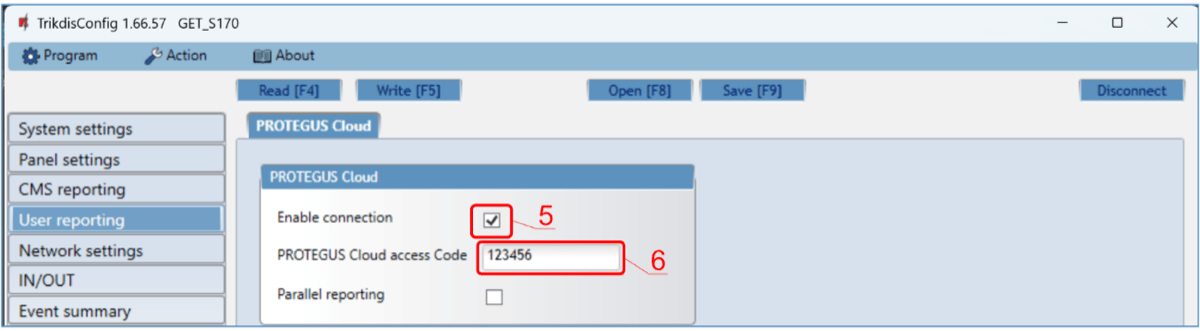 TrikdisConfig 1.66.57 GET_S170
Program Action About
Read [F4] Write [F5] Open [F8] Save [F9] Disconnect
System settings
Panel settings
CMS reporting
User reporting
Network settings
IN/OUT
Event summary
PROTEGUS Cloud
PROTEGUS Cloud
Enable connection 5
PROTEGUS Cloud access Code 123456 6
Parallel reporting